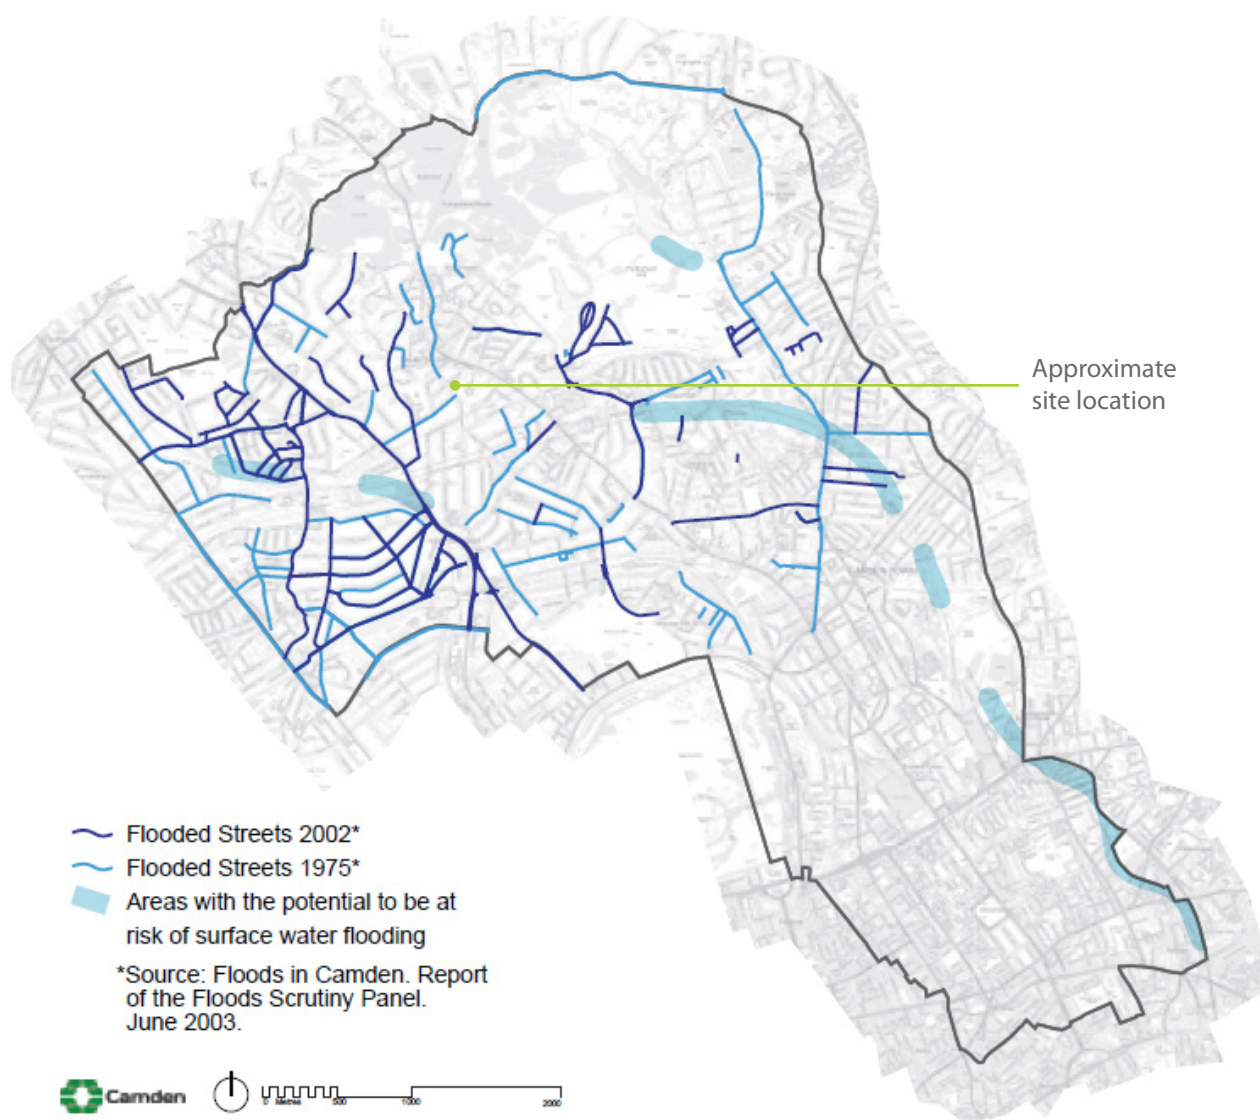 Approximate
site location
Flooded Streets 2002*
Flooded Streets 1975*
Areas with the potential to be at
risk of surface water flooding
*Source: Floods in Camden. Report
of the Floods Scrutiny Panel.
June 2003.
Camden
0 Metres 500 1000 2000